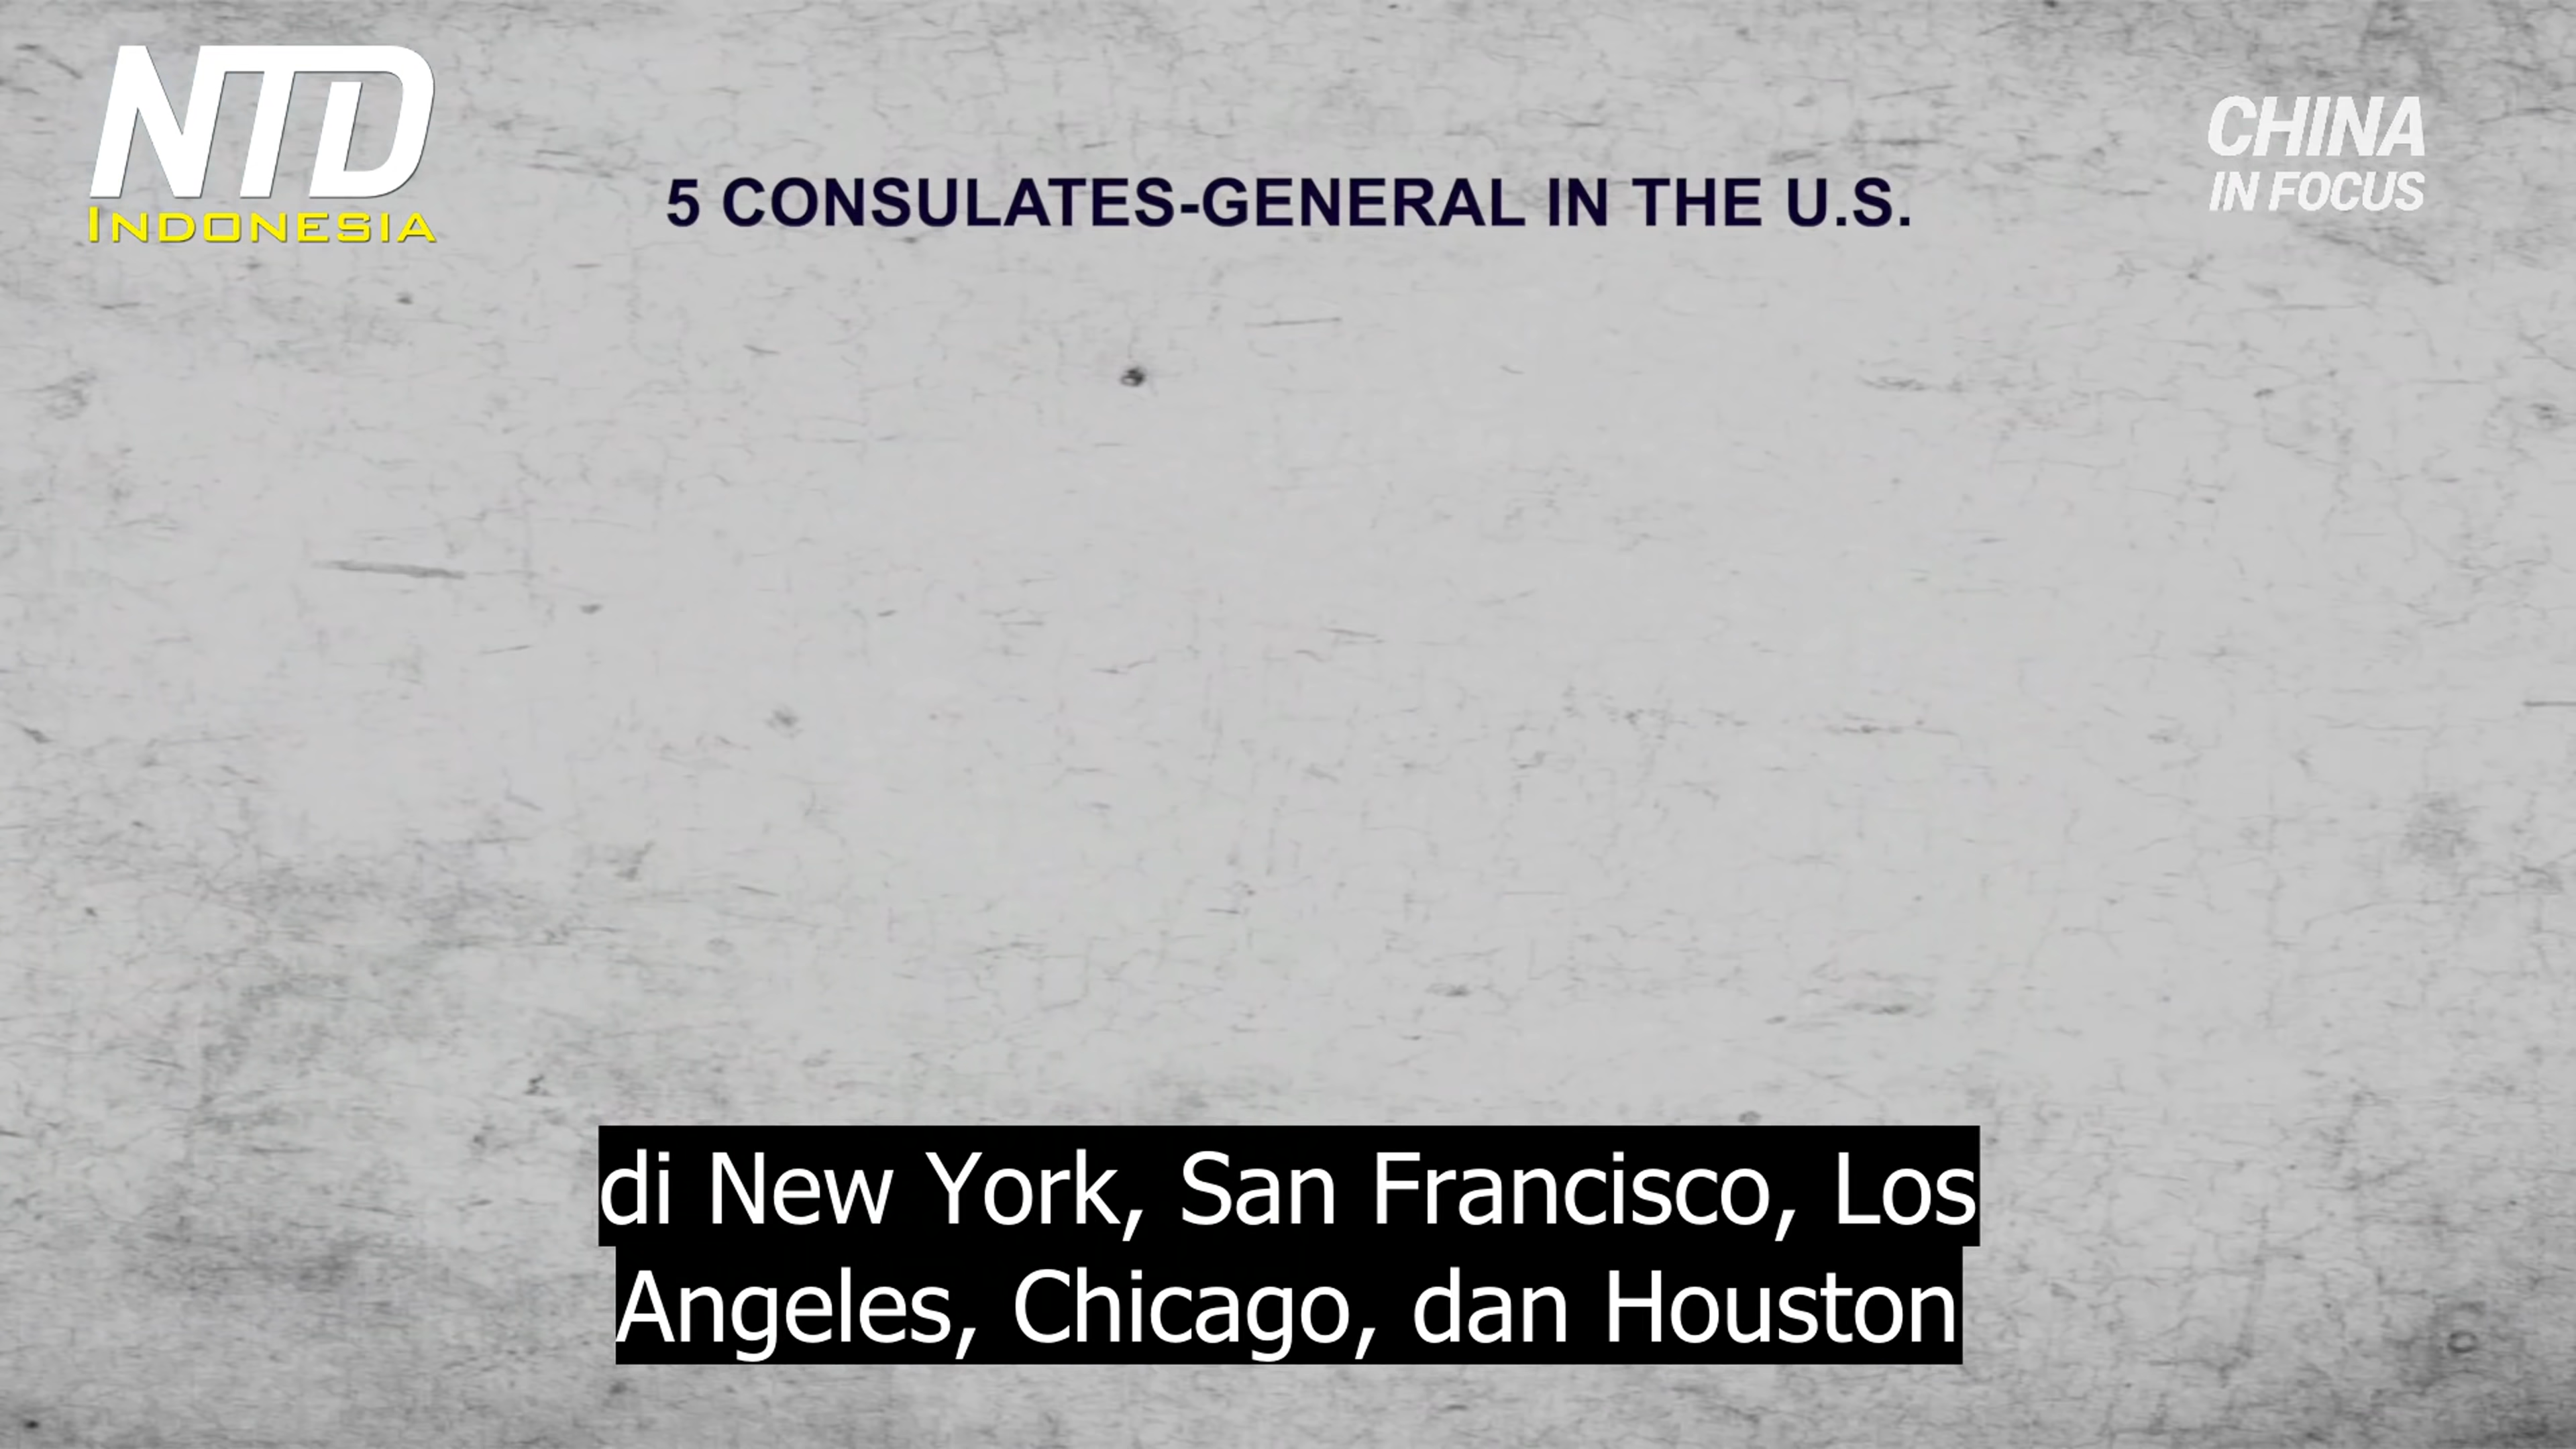 NTD
INDONESIA
CHINA
IN FOCUS
5 CONSULATES-GENERAL IN THE U.S.
di New York, San Francisco, Los
Angeles, Chicago, dan Houston